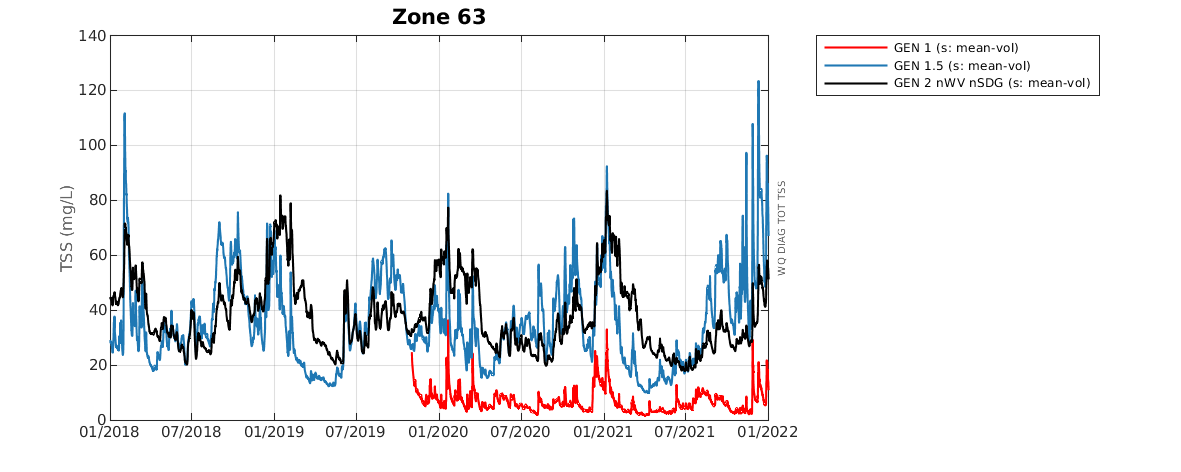 Zone 63
TSS (mg/L)
140
120
100
80
60
40
20
0
01/2018
07/2018
01/2019
07/2019
01/2020
07/2020
01/2021
07/2021
01/2022
WQ DIAG TOT TSS
GEN 1 (s: mean-vol)
GEN 1.5 (s: mean-vol)
GEN 2 nWV nSDG (s: mean-vol)